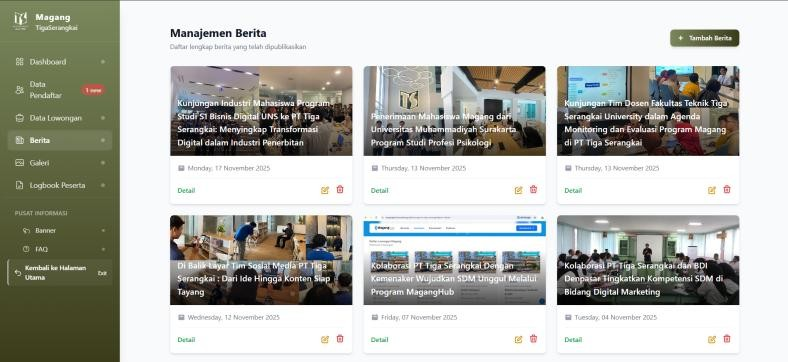 Magang
TigaSerangkai
Dashboard
Data
Pendaftar
1 new
Data Lowongan
Berita
Galeri
Logbook Peserta
PUSAT INFORMASI
Banner
FAQ
Kembali ke Halaman
Utama
Exit
Manajemen Berita
Daftar lengkap berita yang telah dipublikasikan
+ Tambah Berita
Kunjungan Industri Mahasiswa Program
Studi S1 Bisnis Digital UNS ke PT Tiga
Serangkai: Menyingkap Transformasi
Digital dalam Industri Penerbitan
Monday, 17 November 2025
Detail
TS
Penerimaan Mahasiswa Magang dari
Universitas Muhammadiyah Surakarta
Program Studi Profesi Psikologi
Thursday, 13 November 2025
Detail
Kunjungan Tim Dosen Fakultas Teknik Tiga
Serangkai University dalam Agenda
Monitoring dan Evaluasi Program Magang
di PT Tiga Serangkai
Thursday, 13 November 2025
Detail
Di Balik Layar Tim Sosial Media PT Tiga
Serangkai : Dari Ide Hingga Konten Siap
Tayang
Wednesday, 12 November 2025
Detail
Kolaborasi PT Tiga Serangkai Dengan
Kemenaker Wujudkan SDM Unggul Melalui
Program MagangHub
Friday, 07 November 2025
Detail
Kolaborasi PT Tiga Serangkai dan BDI
Denpasar Tingkatkan Kompetensi SDM di
Bidang Digital Marketing
Tuesday, 04 November 2025
Detail